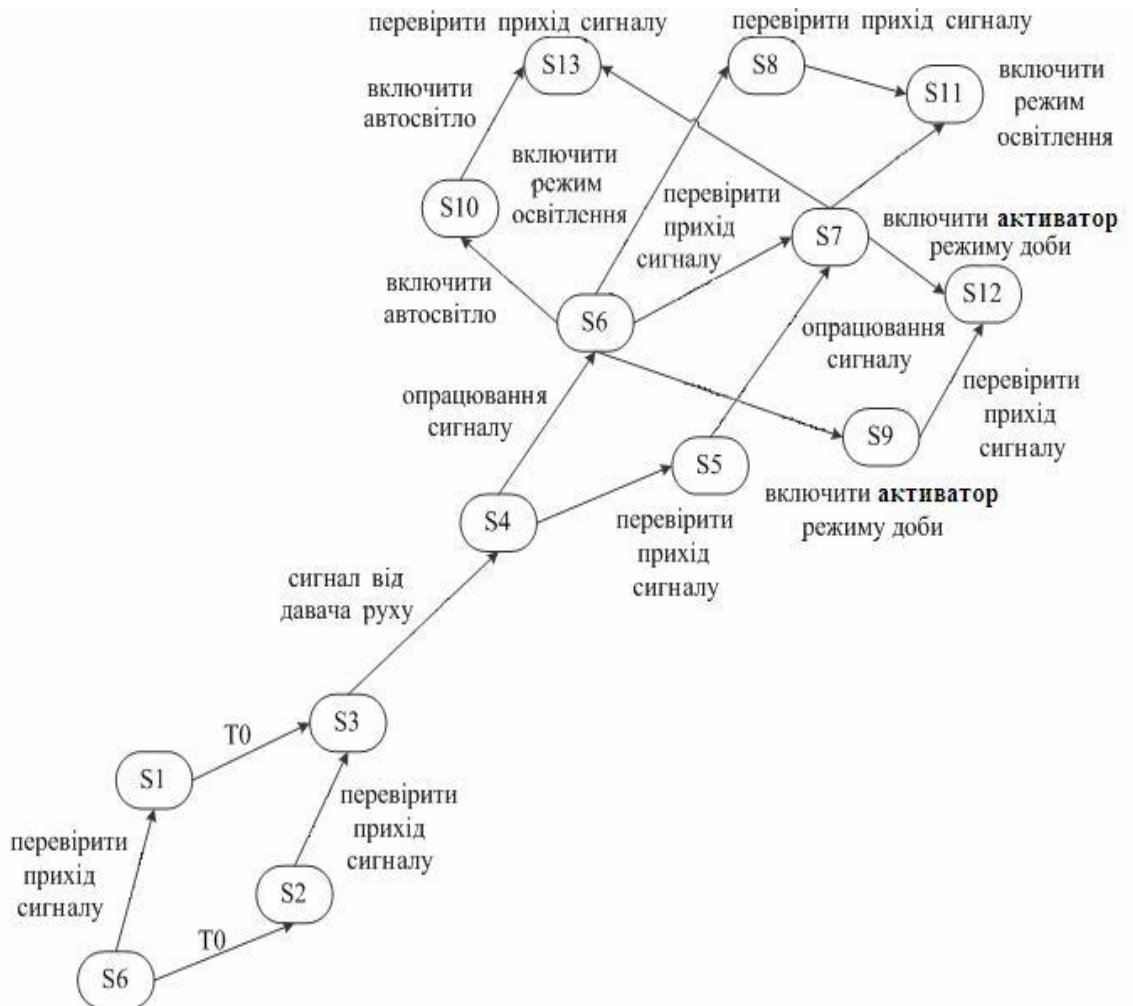 перевірити прихід сигналу
перевірити прихід сигналу
S13
S8
S11
включити
режим
освітлення
включити
автосвітло
включити
режим
освітлення
S10
перевірити
прихід
сигналу
S7
включити активатор
режиму доби
S12
включити
автосвітло
S6
опрацювання
сигналу
опрацювання
сигналу
перевірити
прихід
сигналу
S9
S5
включити активатор
режиму доби
S4
перевірити
прихід
сигналу
сигнал від
давача руху
S3
T0
S1
перевірити
прихід
сигналу
перевірити
прихід
сигналу
S2
T0
S6